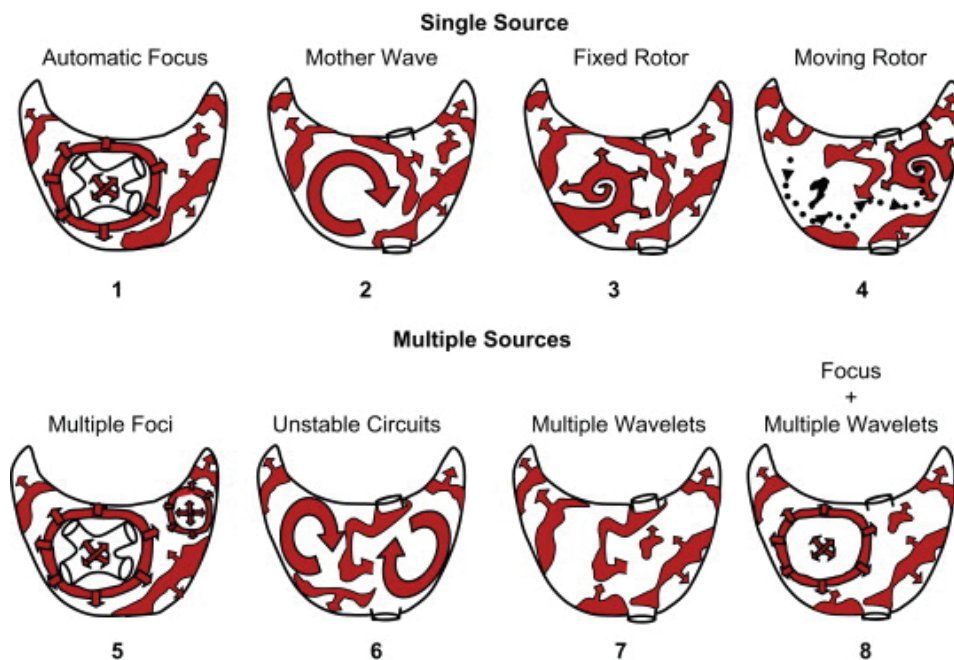 Single Source
Automatic Focus
Mother Wave
Fixed Rotor
Moving Rotor
1
2
3
4
Multiple Sources
Multiple Foci
Unstable Circuits
Multiple Wavelets
Focus
+
Multiple Wavelets
5
6
7
8